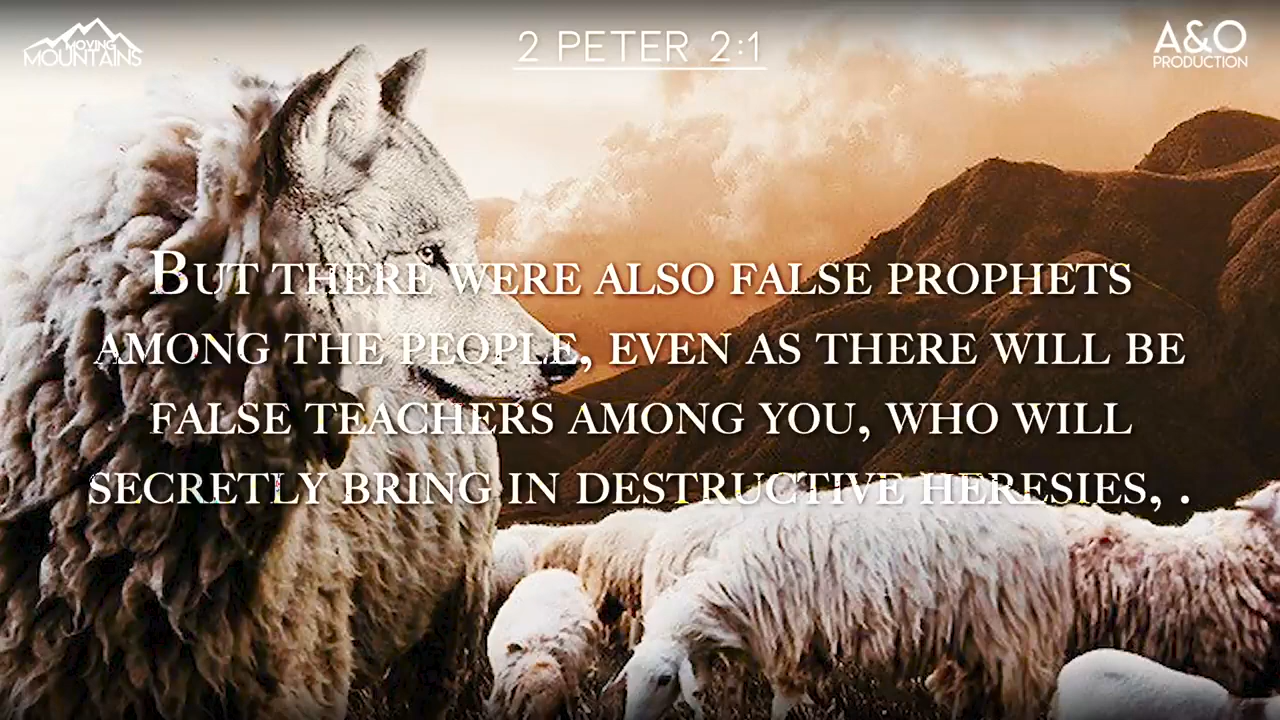 MOVING
MOUNTAINS
2 PETER 2:1
A&O
PRODUCTION
But there were also false prophets
among the people, even as there will be
false teachers among you, who will
secretly bring in destructive heresies, .